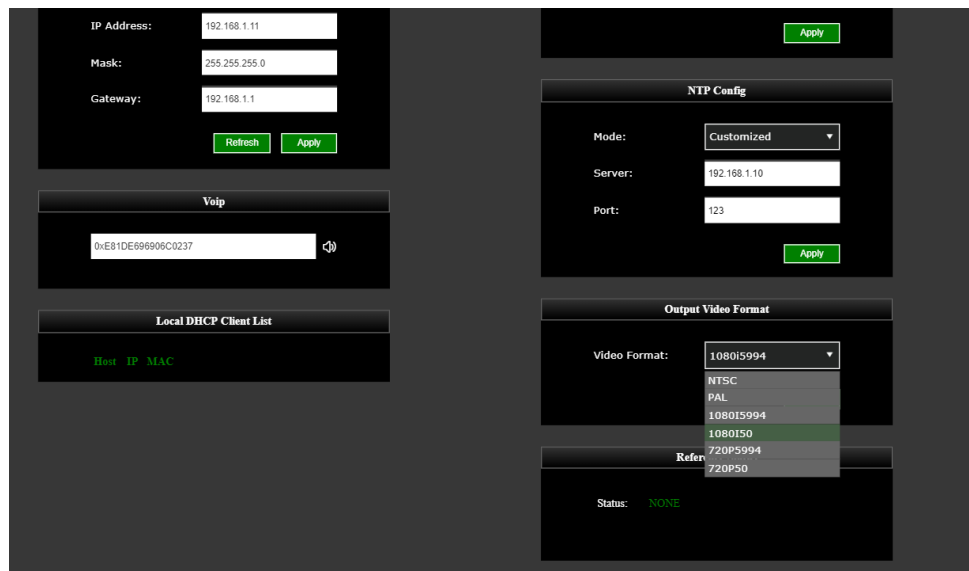 IP Address: 192.168.1.11
Mask: 255.255.255.0
Gateway: 192.168.1.1
Refresh Apply
Voip
0xE81DE696906C0237
Local DHCP Client List
Host IP MAC
Apply
NTP Config
Mode: Customized
Server: 192.168.1.10
Port: 123
Apply
Output Video Format
Video Format: 1080i5994
NTSC
PAL
1080I5994
1080I50
720P5994
720P50
Status: NONE